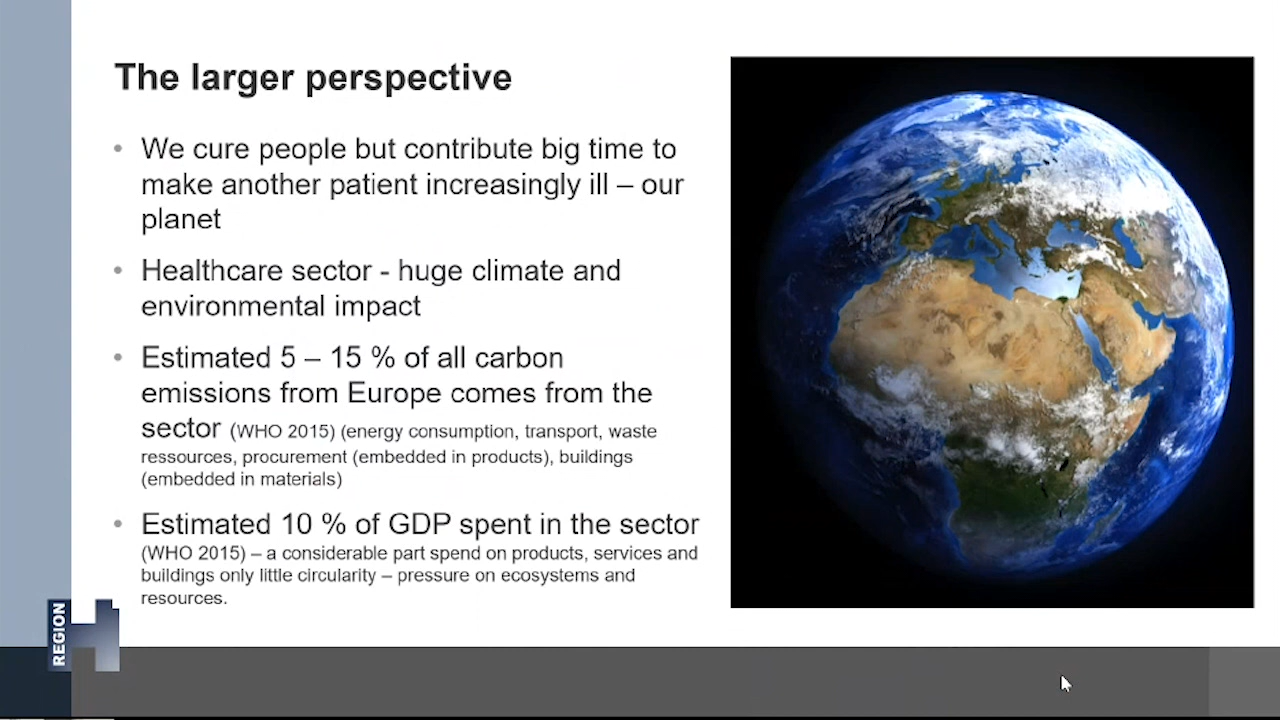 The larger perspective
• We cure people but contribute big time to
make another patient increasingly ill – our
planet
• Healthcare sector - huge climate and
environmental impact
• Estimated 5 – 15 % of all carbon
emissions from Europe comes from the
sector (WHO 2015) (energy consumption, transport, waste
ressources, procurement (embedded in products), buildings
(embedded in materials)
• Estimated 10 % of GDP spent in the sector
(WHO 2015) – a considerable part spend on products, services and
buildings only little circularity – pressure on ecosystems and
resources.
REGION H